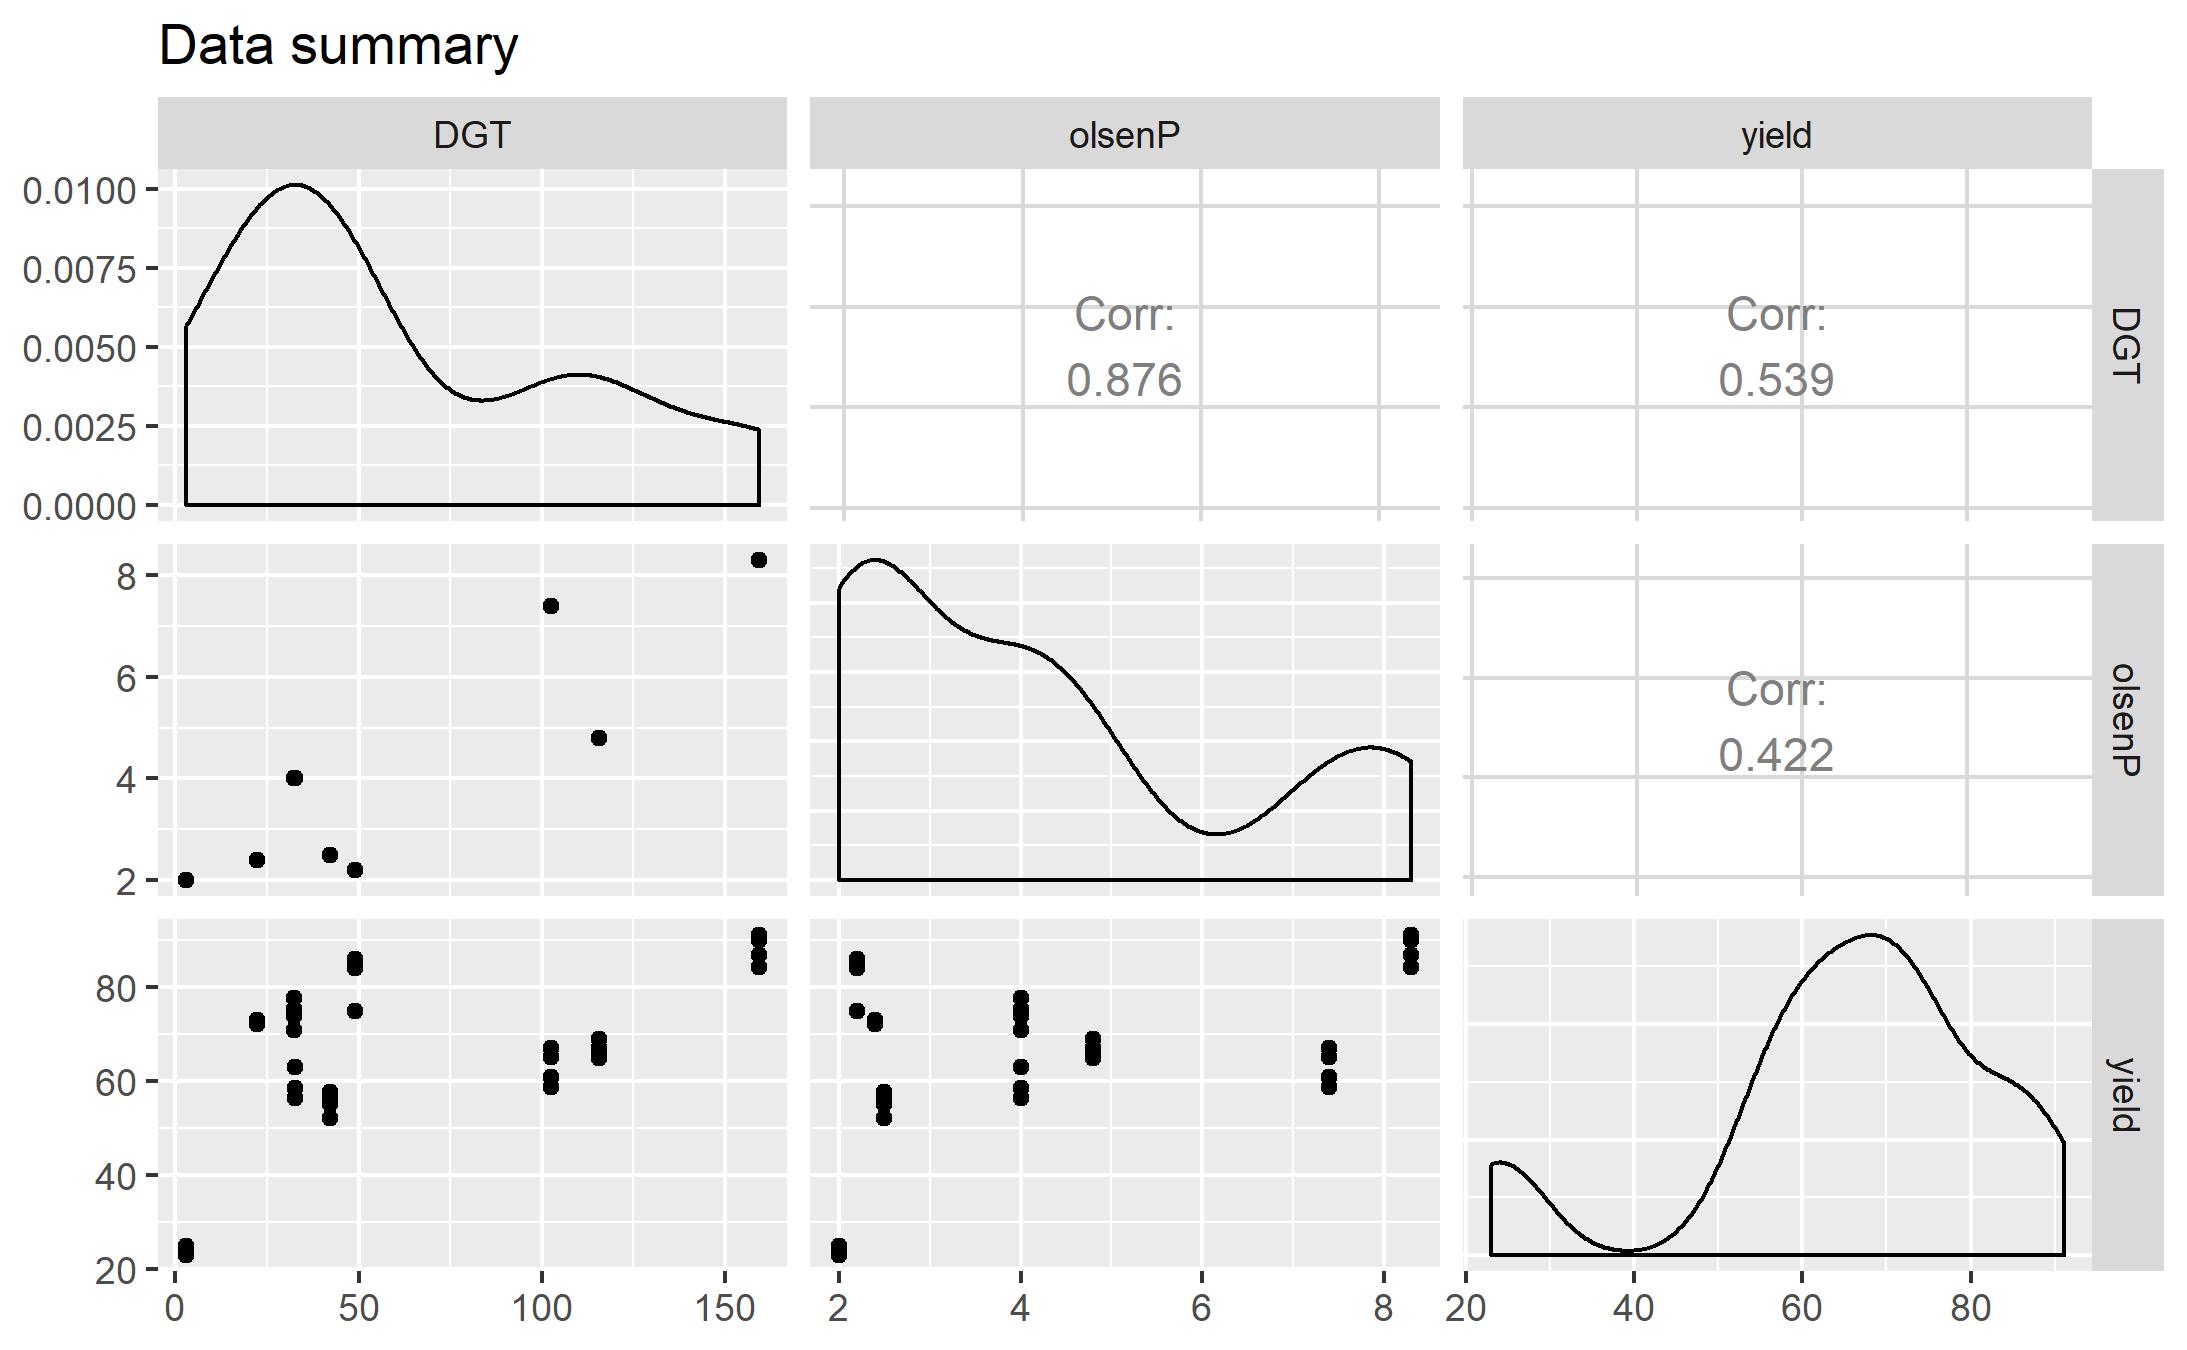 Data summary
DGT
olsenP
yield
0.0100
0.0075
0.0050
0.0025
0.0000
Corr:
0.876
Corr:
0.539
DGT
8
6
4
2
Corr:
0.422
olsenP
80
60
40
20
yield
0 50 100 150
2 4 6 8
20 40 60 80